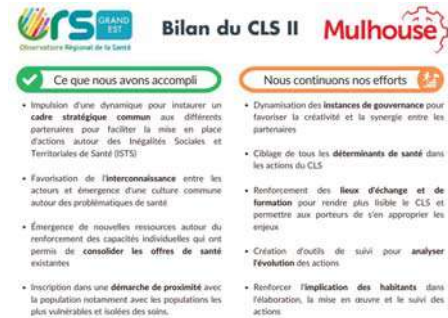 ORS GRAND EST
Observatoire Régional de la Santé
Bilan du CLS II
Mulhouse
Ce que nous avons accompli
• Impulsion d'une dynamique pour instaurer un
cadre stratégique commun aux différents
partenaires pour faciliter la mise en place
d'actions autour des Inégalités Sociales et
Territoriales de Santé (ISTS)
• Favorisation de l'interconnaissance entre les
acteurs et émergence d'une culture commune
autour des problématiques de santé
• Émergence de nouvelles ressources autour du
renforcement des capacités individuelles qui ont
permis de consolider les offres de santé
existantes
• Inscription dans une démarche de proximité avec
la population notamment avec les populations les
plus vulnérables et isolées des soins.
Nous continuons nos efforts
• Dynamisation des instances de gouvernance pour
favoriser la créativité et la synergie entre les
partenaires
• Ciblage de tous les déterminants de santé dans
les actions du CLS
• Renforcement des lieux d'échange et de
formation pour rendre plus lisible le CLS et
permettre aux porteurs de s'en approprier les
enjeux
• Création d'outils de suivi pour analyser
l'évolution des actions
• Renforcer l'implication des habitants dans
l'élaboration, la mise en œuvre et le suivi des
actions